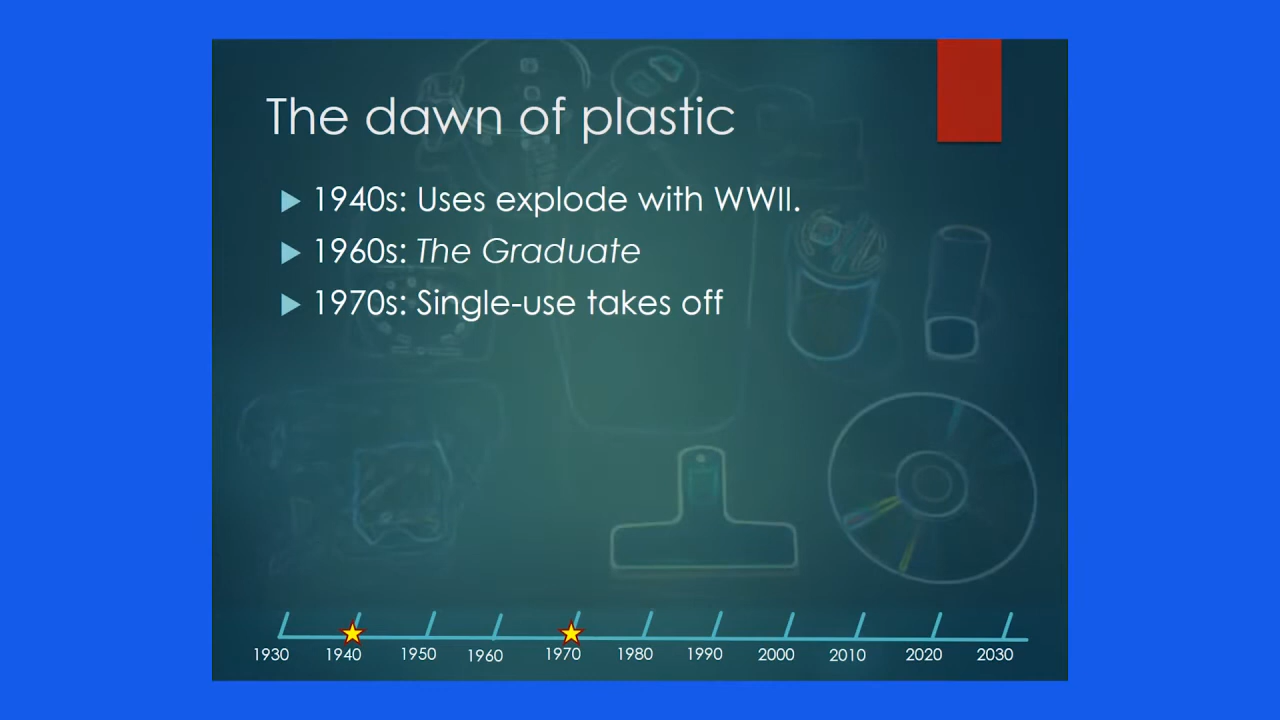 The dawn of plastic
1940s: Uses explode with WWII.
1960s: The Graduate
1970s: Single-use takes off
1930 1940 1950 1960 1970 1980 1990 2000 2010 2020 2030